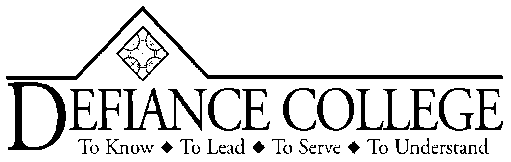 DEFIANCE COLLEGE
To Know ◆ To Lead ◆ To Serve ◆ To Understand